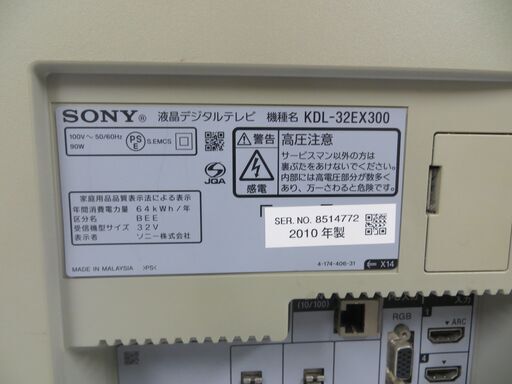 SONY® 液晶デジタルテレビ 機種名 KDL-32EX300
100V～ 50/60Hz
90W
PS
E
S.EMCS
JQA
警告 高圧注意
感電
サービスマン以外の方は
裏ぶたをあけないでください。
内部には高電圧部分が数多く
あり、万一さわると危険です。
家庭用品品質表示法による表示
年間消費電力量 64kWh/年
区分名 BEE
受信機型サイズ 32V
表示者 ソニー株式会社
SER. NO. 8514772
2010 年製
MADE IN MALAYSIA >PS<
4-174-406-31
X14
(10/100)
RGB
1
ARC
4